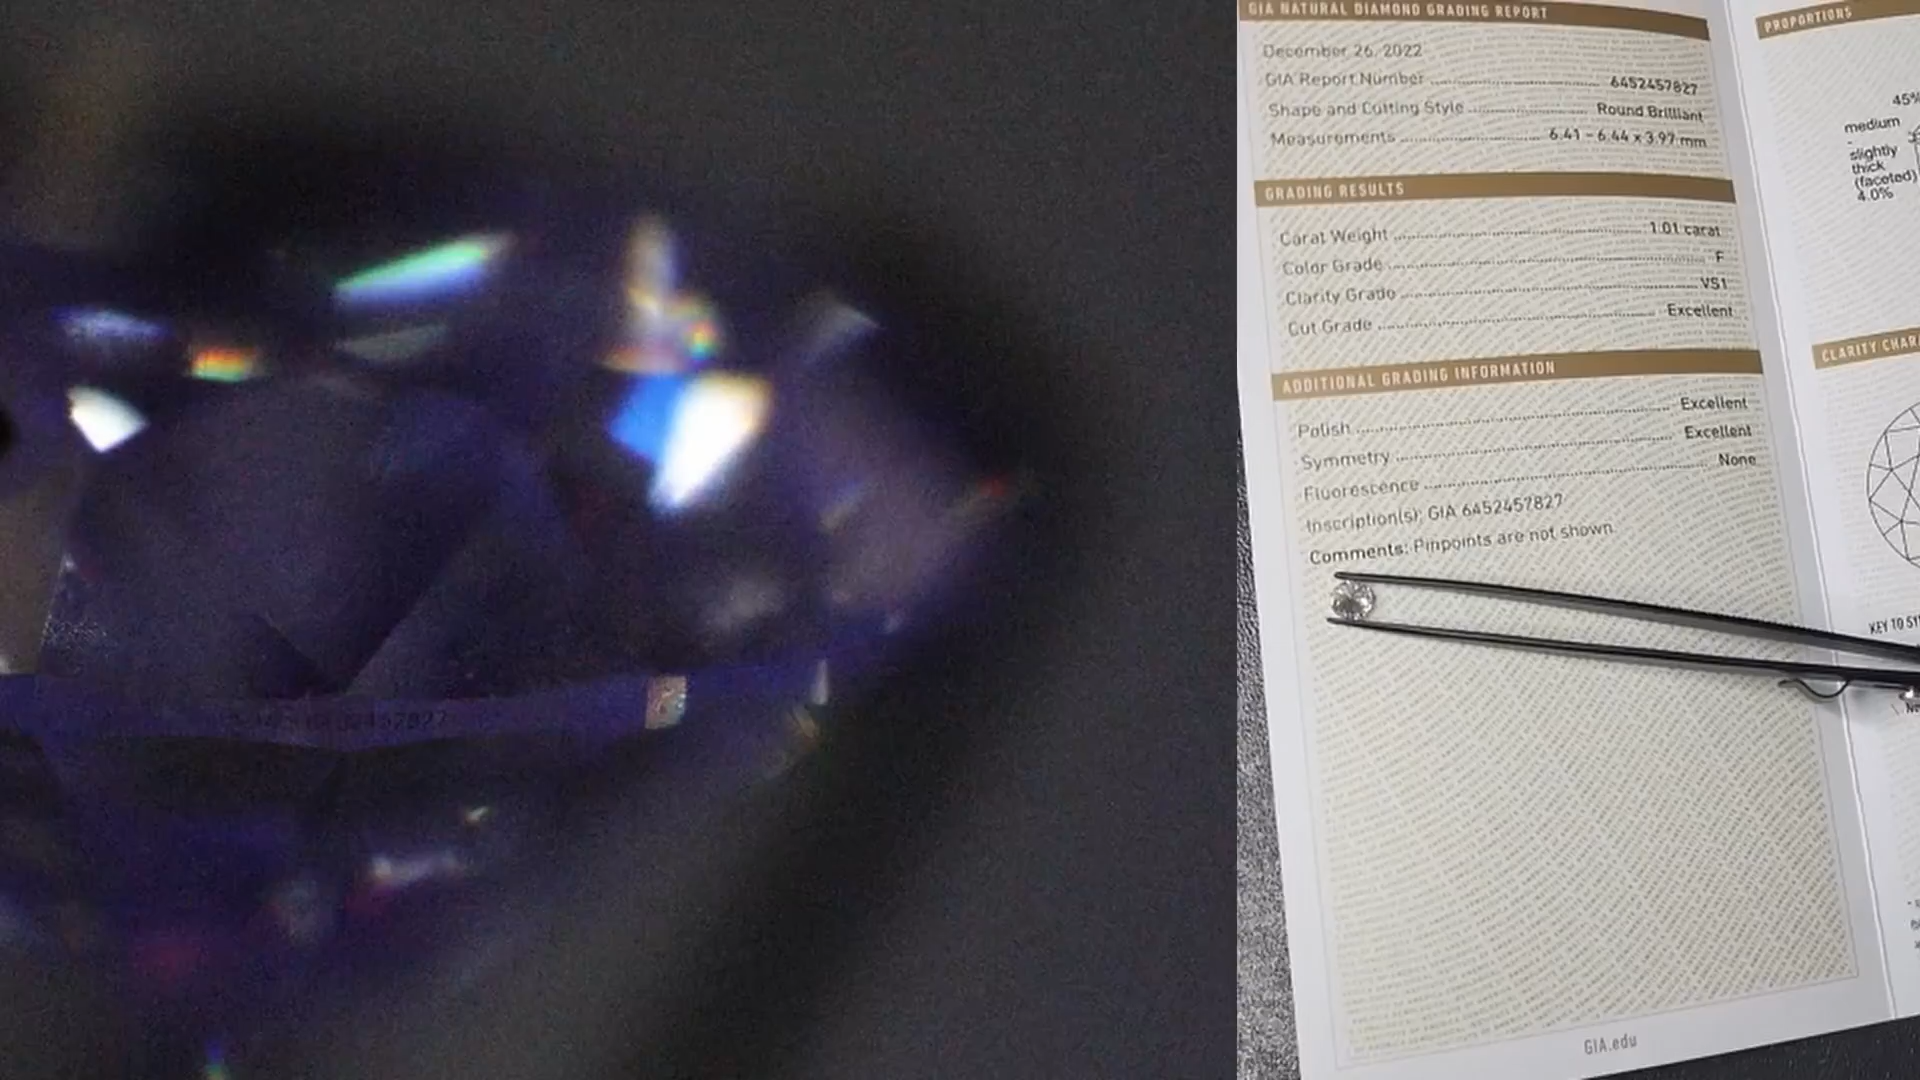 457827
GIA NATURAL DIAMOND GRADING REPORT
December 26, 2022
GIA Report Number 6452457827
Shape and Cutting Style Round Brilliant
Measurements 6.41 - 6.44 x 3.97 mm
GRADING RESULTS
Carat Weight 1.01 carat
Color Grade F
Clarity Grade VS1
Cut Grade Excellent
ADDITIONAL GRADING INFORMATION
Polish Excellent
Symmetry Excellent
Fluorescence None
Inscription(s): GIA 6452457827
Comments: Pinpoints are not shown.
GIA.edu
PROPORTIONS
45%
medium
-
slightly
thick
(faceted)
4.0%
CLARITY CHAR
KEY TO SY